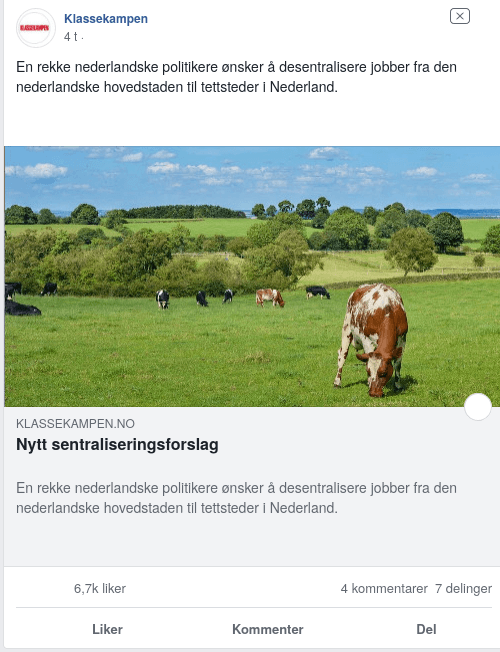 KLASSEKAMPEN
Klassekampen
4 t ·
En rekke nederlandske politikere ønsker å desentralisere jobber fra den
nederlandske hovedstaden til tettsteder i Nederland.
KLASSEKAMPEN.NO
Nytt sentraliseringsforslag
En rekke nederlandske politikere ønsker å desentralisere jobber fra den
nederlandske hovedstaden til tettsteder i Nederland.
6,7k liker 4 kommentarer 7 delinger
Liker Kommenter Del